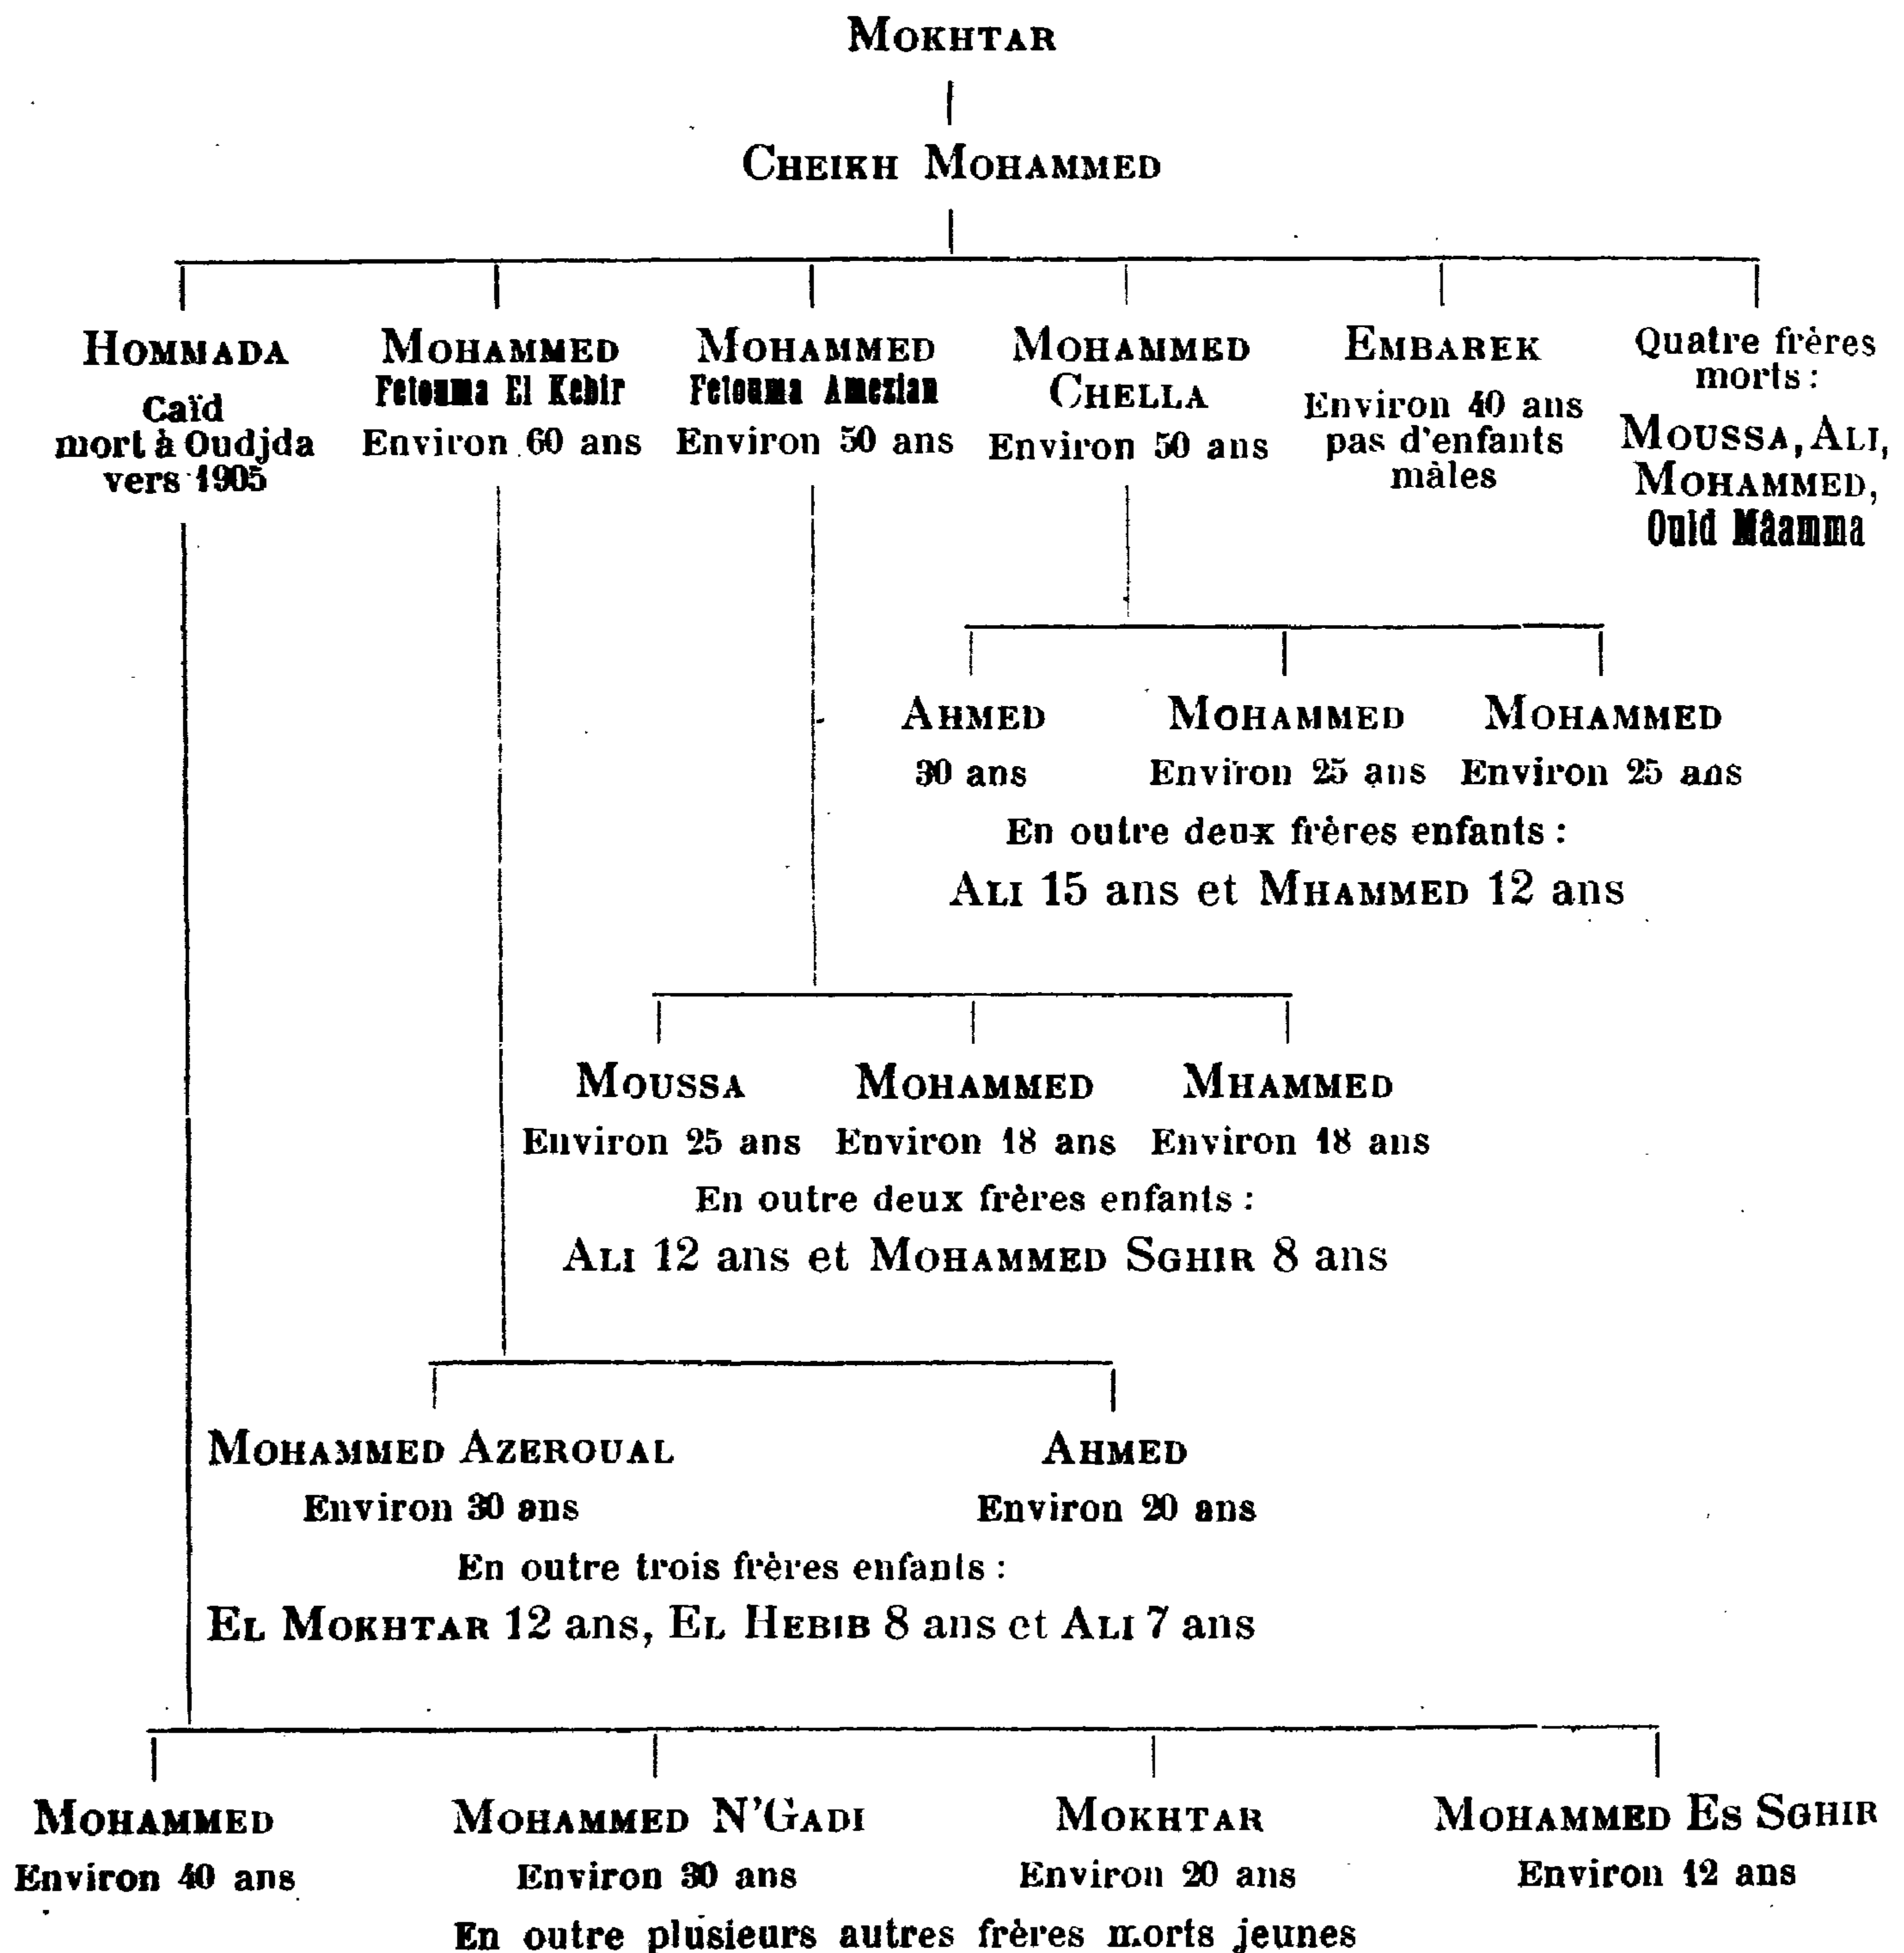 MOKHTAR
CHEIKH MOHAMMED
HOMMADA
Caïd
mort à Oudjda
vers 1905
MOHAMMED
Fetouma El Kebir
Environ 60 ans
MOHAMMED
Fetouma Amezian
Environ 50 ans
MOHAMMED
CHELLA
Environ 50 ans
EMBAREK
Environ 40 ans
pas d'enfants
mâles
Quatre frères
morts :
MOUSSA, ALI,
MOHAMMED,
Ould Mâamma
AHMED
30 ans
MOHAMMED
Environ 25 ans
MOHAMMED
Environ 25 ans
En outre deux frères enfants :
ALI 15 ans et MHAMMED 12 ans
MOUSSA
Environ 25 ans
MOHAMMED
Environ 18 ans
MHAMMED
Environ 18 ans
En outre deux frères enfants :
ALI 12 ans et MOHAMMED SGHIR 8 ans
MOHAMMED AZEROUAL
Environ 30 ans
AHMED
Environ 20 ans
En outre trois frères enfants :
EL MOKHTAR 12 ans, EL HEBIB 8 ans et ALI 7 ans
MOHAMMED
Environ 40 ans
MOHAMMED N'GADI
Environ 30 ans
MOKHTAR
Environ 20 ans
MOHAMMED ES SGHIR
Environ 12 ans
En outre plusieurs autres frères morts jeunes